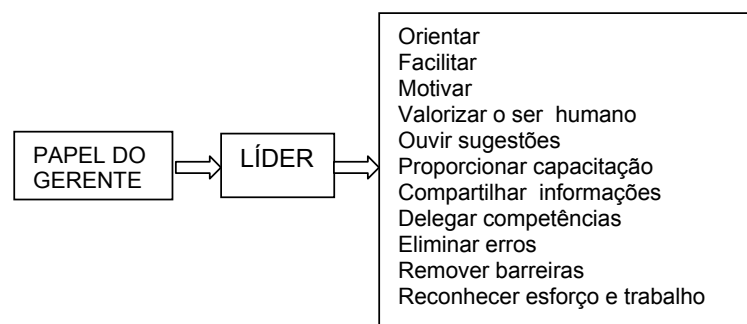 PAPEL DO
GERENTE
LÍDER
Orientar
Facilitar
Motivar
Valorizar o ser humano
Ouvir sugestões
Proporcionar capacitação
Compartilhar informações
Delegar competências
Eliminar erros
Remover barreiras
Reconhecer esforço e trabalho